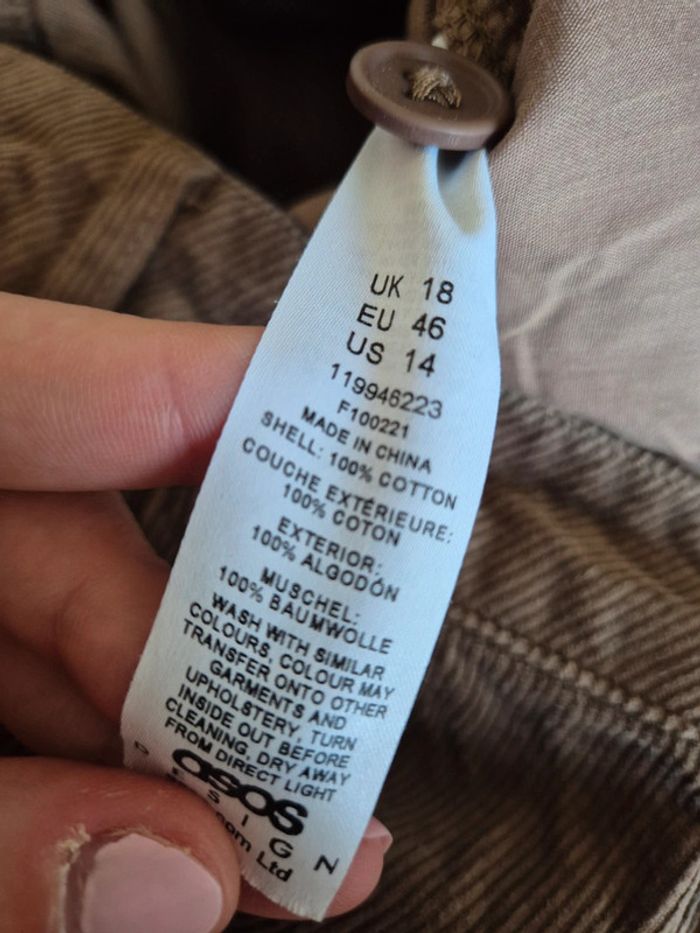 UK 18
EU 46
US 14
119946223
F100221
MADE IN CHINA
SHELL: 100% COTTON
COUCHE EXTÉRIEURE:
100% COTON
EXTERIOR:
100% ALGODÓN
MUSCHEL:
100% BAUMWOLLE
WASH WITH SIMILAR
COLOURS, COLOUR MAY
TRANSFER ONTO OTHER
GARMENTS AND
UPHOLSTERY, TURN
INSIDE OUT BEFORE
CLEANING, DRY AWAY
FROM DIRECT LIGHT
asos
DESIGN
Ltd